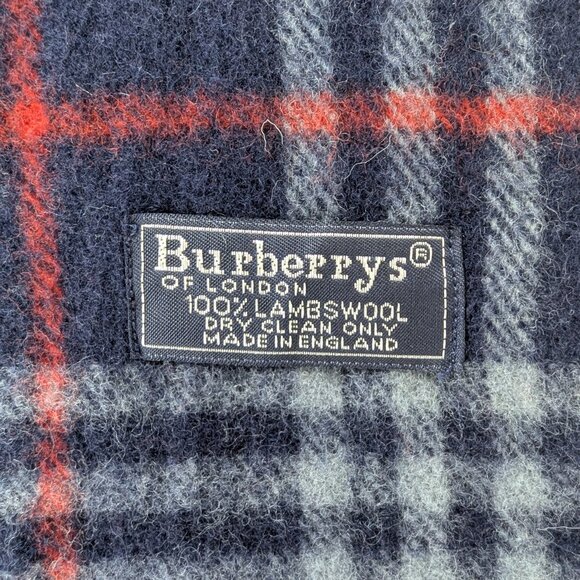 Burberrys®
OF LONDON
100% LAMBSWOOL
DRY CLEAN ONLY
MADE IN ENGLAND